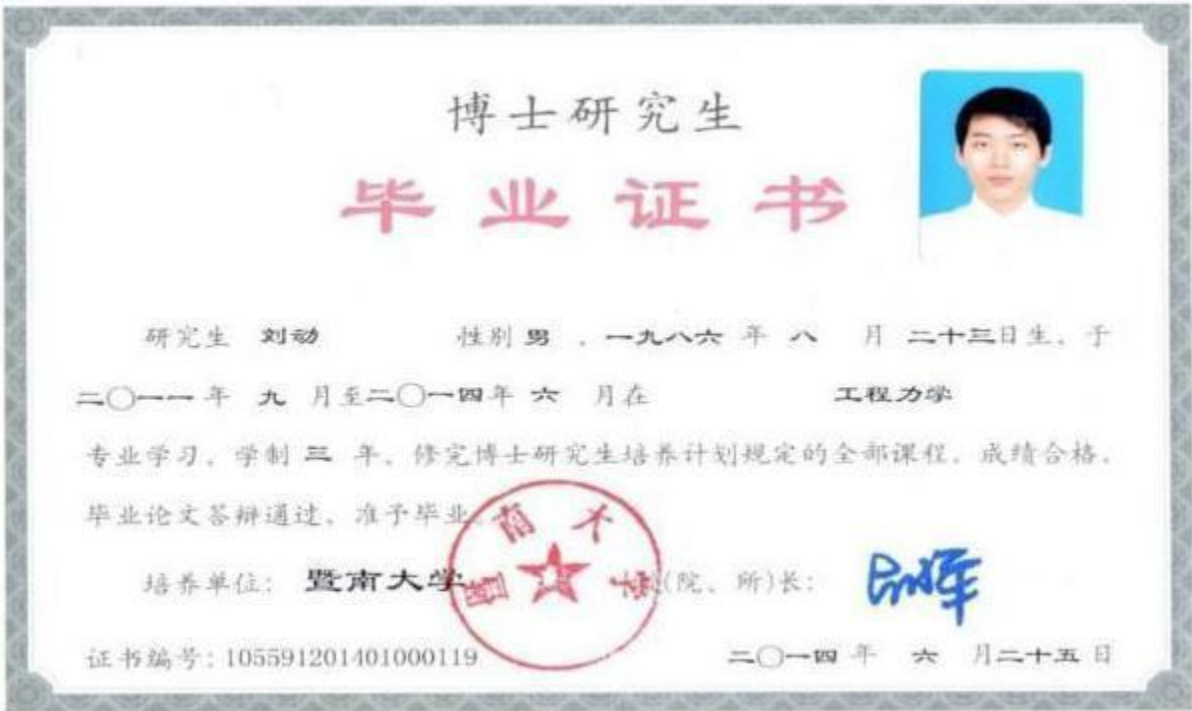 博士研究生
毕业证书
研究生 刘动 性别 男 ,一九八六 年 八 月 二十三日生,于
二〇一一 年 九 月至二〇一四年 六 月在 工程力学
专业学习,学制 三 年,修完博士研究生培养计划规定的全部课程,成绩合格,
毕业论文答辩通过,准予毕业
培养单位: 暨南大学 (院、所)长:
暨南大学
证书编号: 105591201401000119 二〇一四 年 六 月二十五日